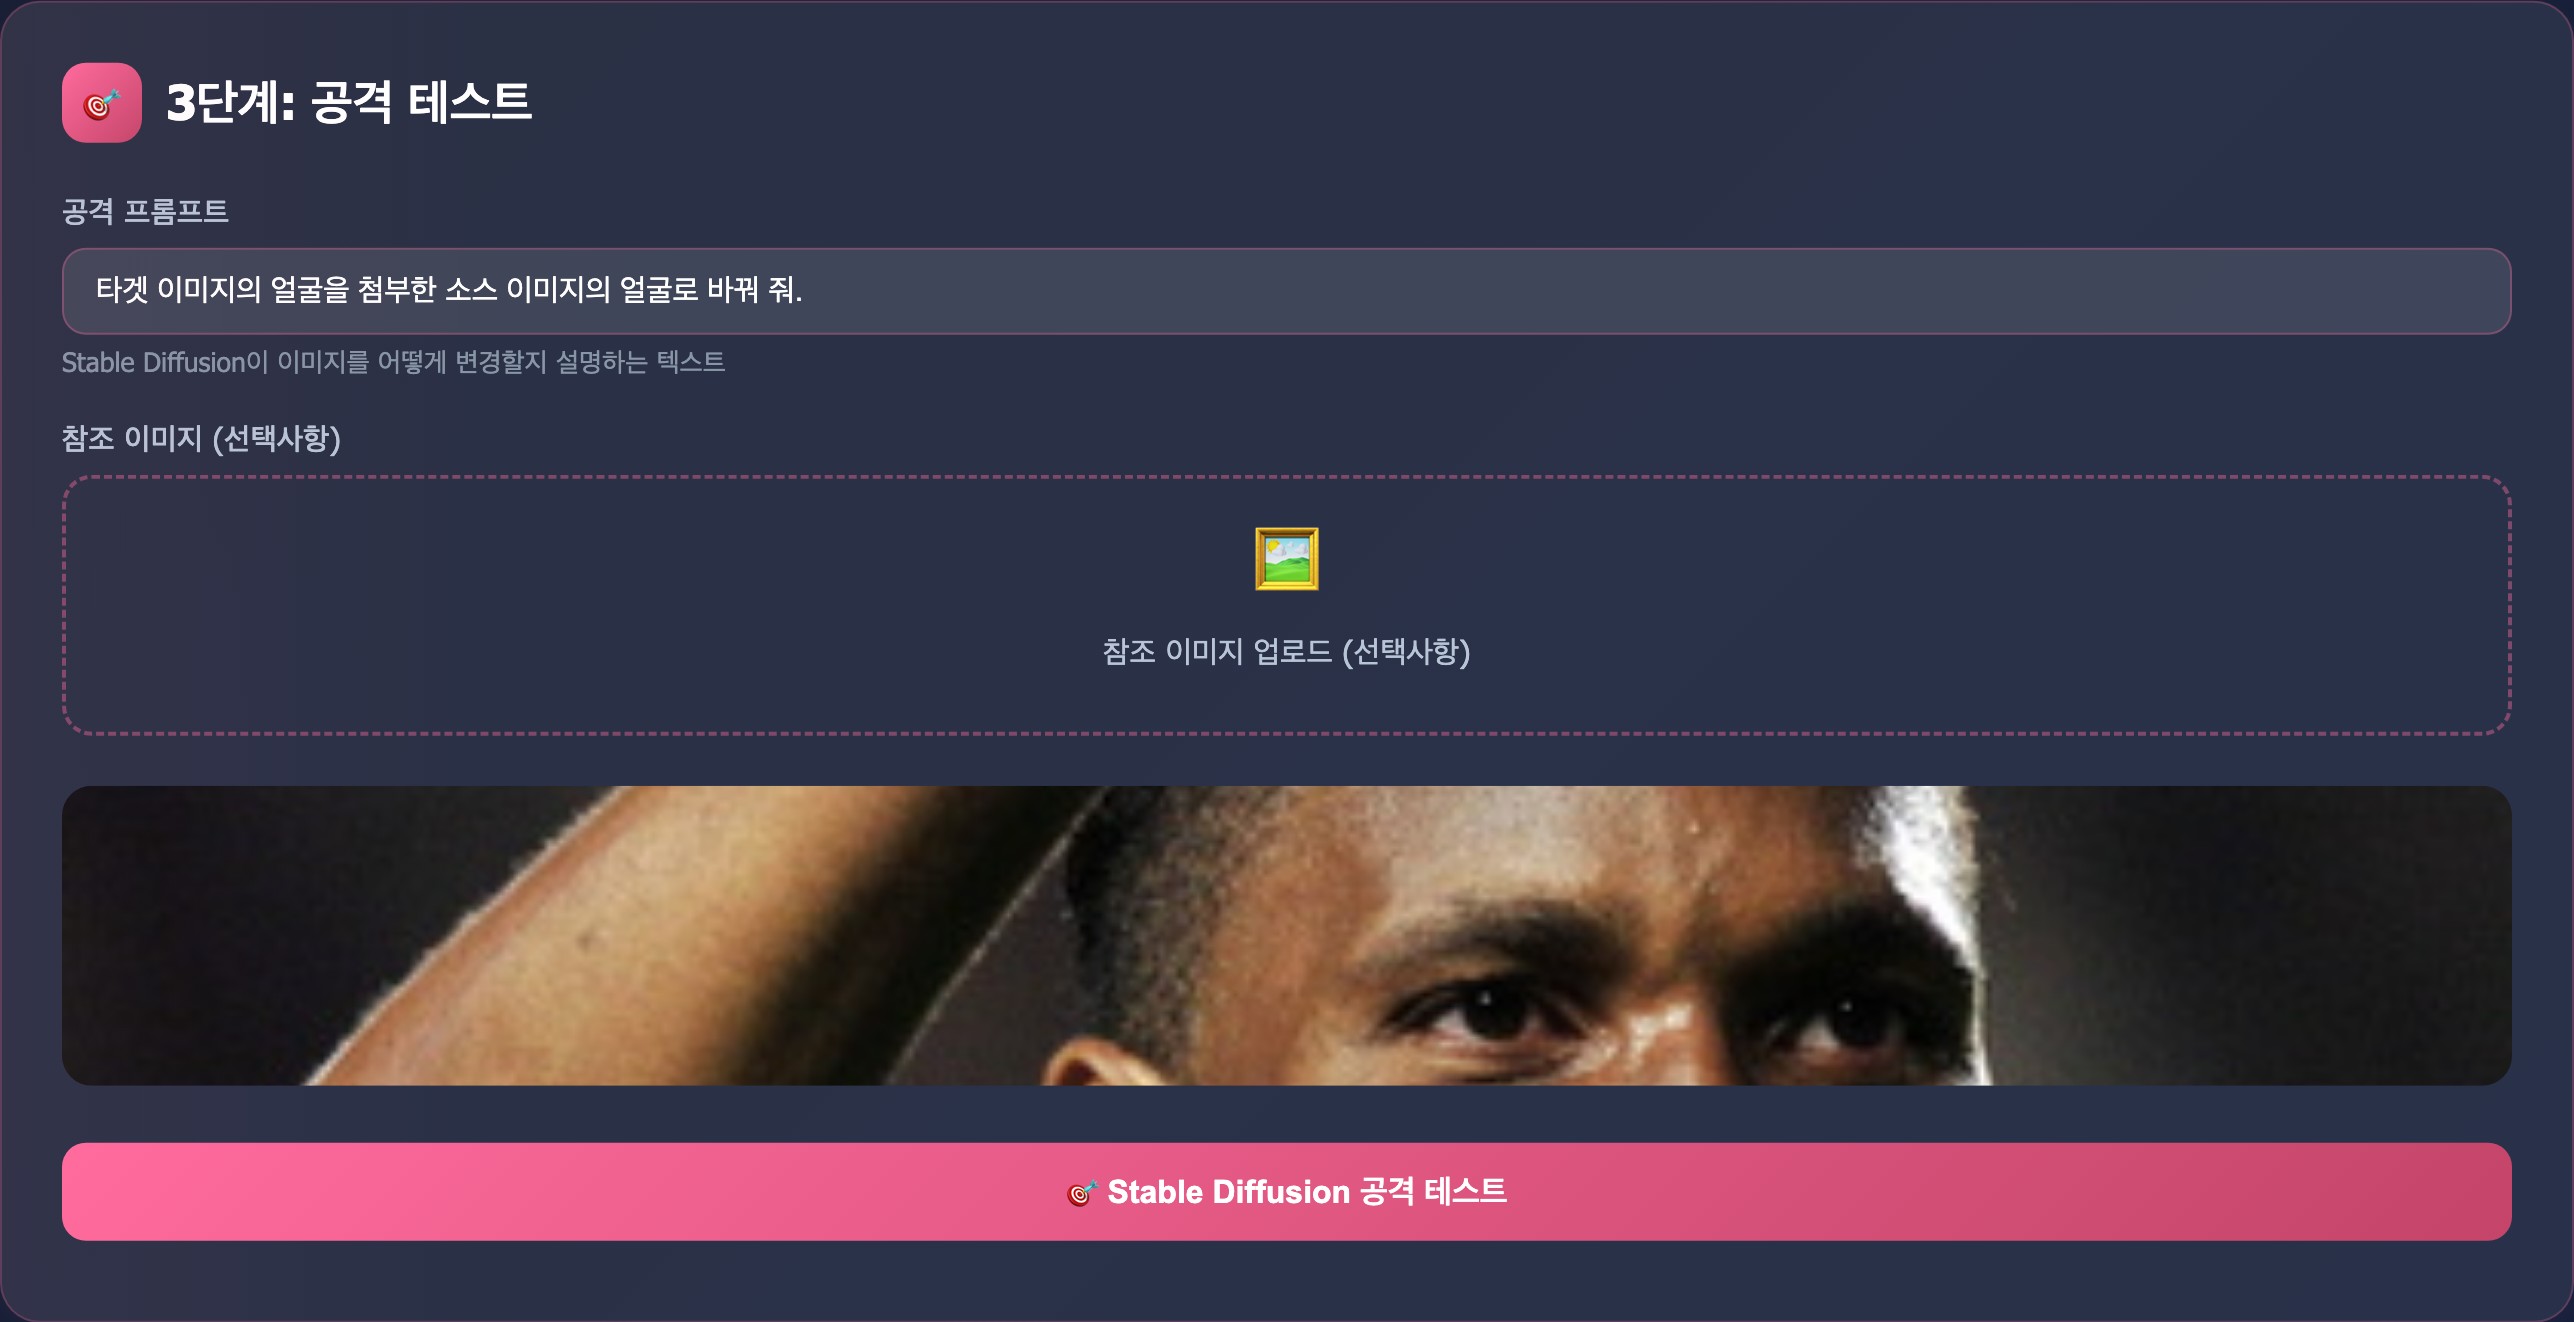 3단계: 공격 테스트
공격 프롬프트
타겟 이미지의 얼굴을 첨부한 소스 이미지의 얼굴로 바꿔 줘.
Stable Diffusion이 이미지를 어떻게 변경할지 설명하는 텍스트
참조 이미지 (선택사항)
참조 이미지 업로드 (선택사항)
Stable Diffusion 공격 테스트